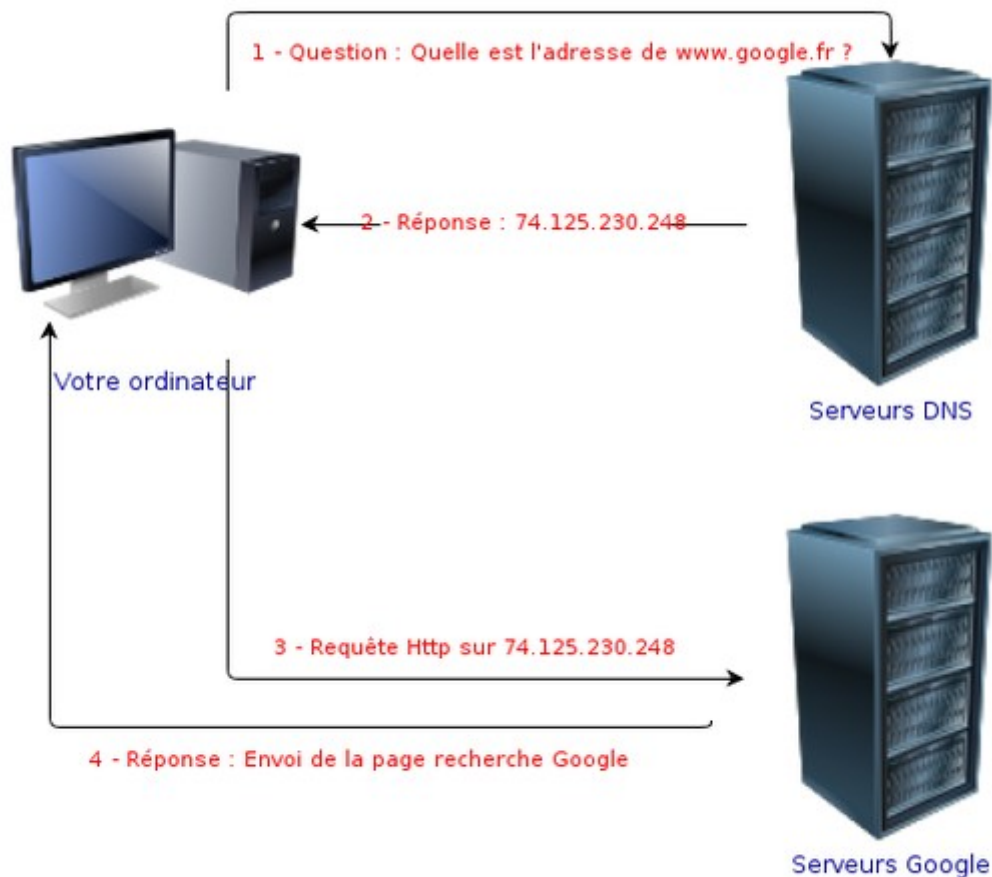 1 - Question : Quelle est l'adresse de www.google.fr ?
2 - Réponse : 74.125.230.248
Votre ordinateur
Serveurs DNS
3 - Requête Http sur 74.125.230.248
4 - Réponse : Envoi de la page recherche Google
Serveurs Google